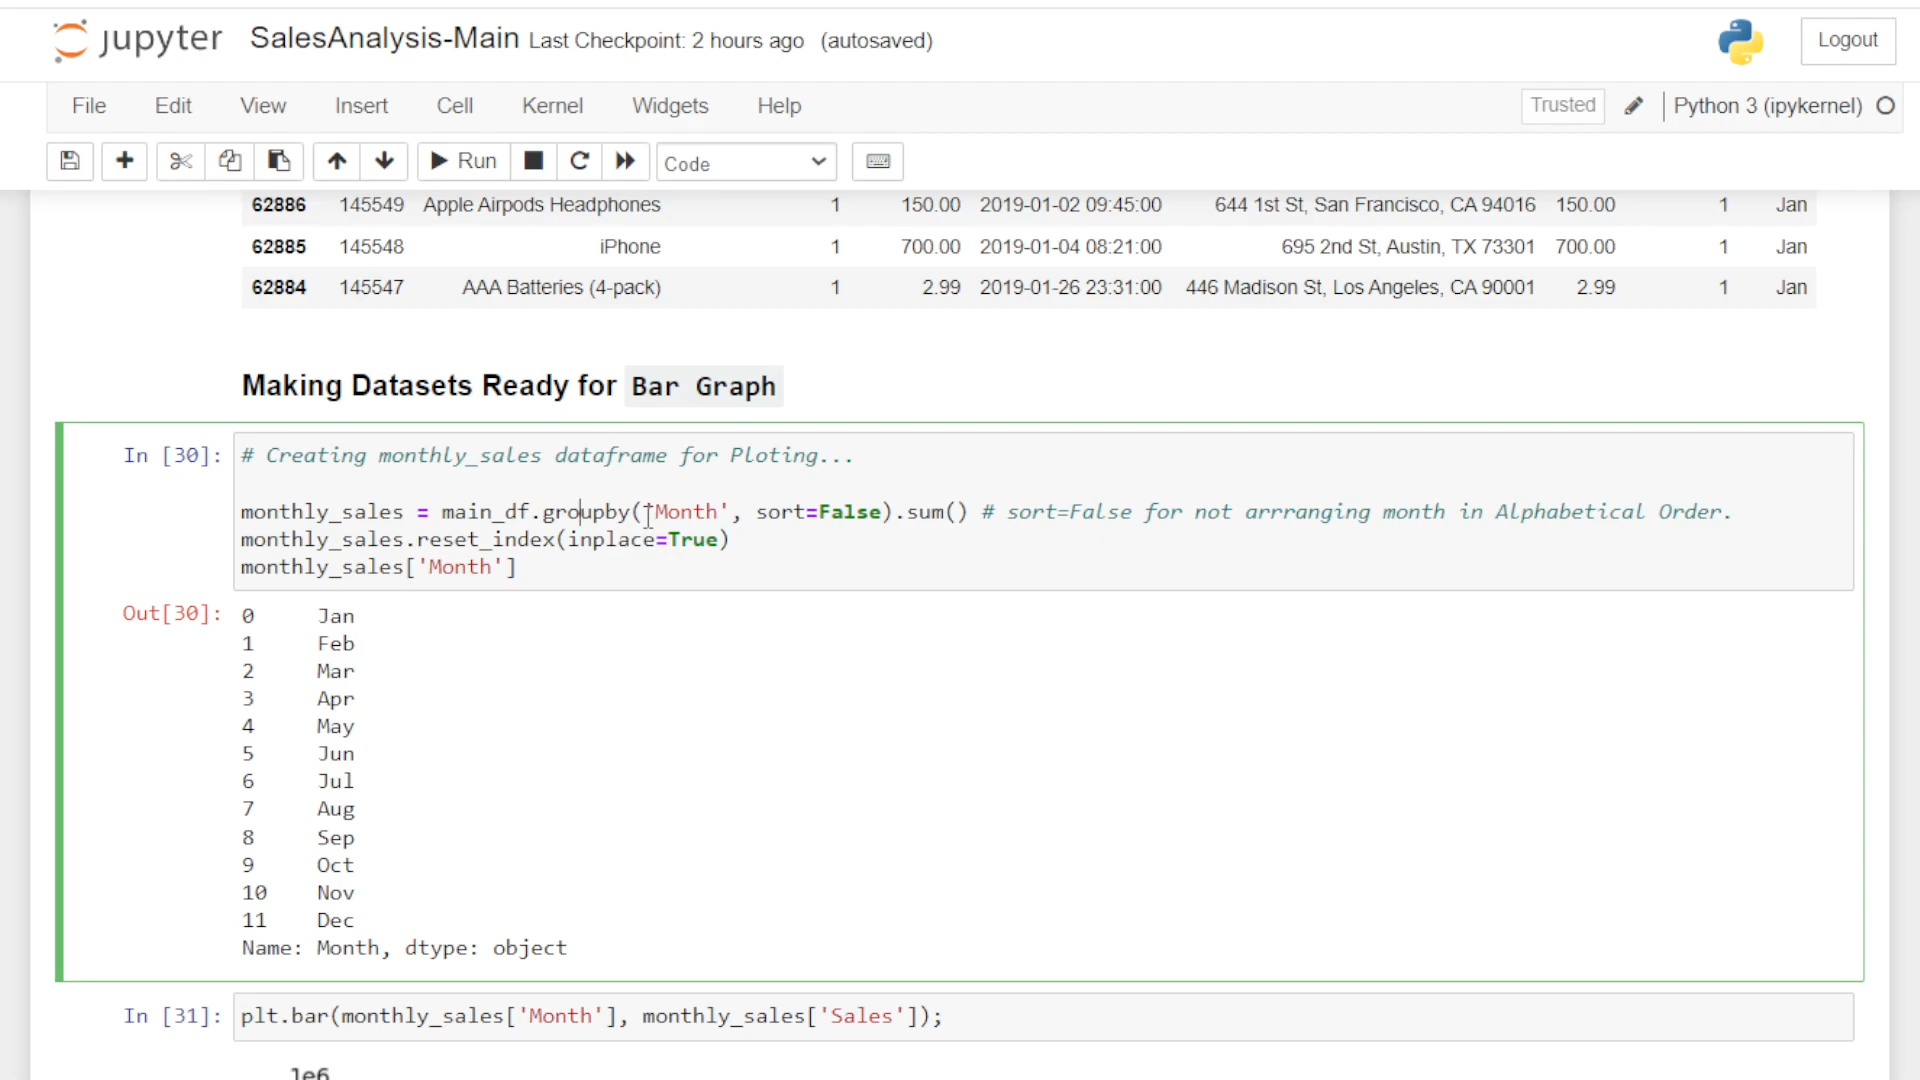 jupyter SalesAnalysis-Main Last Checkpoint: 2 hours ago (autosaved) Logout
File Edit View Insert Cell Kernel Widgets Help Trusted Python 3 (ipykernel)
Run Code
62886 145549 Apple Airpods Headphones 1 150.00 2019-01-02 09:45:00 644 1st St, San Francisco, CA 94016 150.00 1 Jan
62885 145548 iPhone 1 700.00 2019-01-04 08:21:00 695 2nd St, Austin, TX 73301 700.00 1 Jan
62884 145547 AAA Batteries (4-pack) 1 2.99 2019-01-26 23:31:00 446 Madison St, Los Angeles, CA 90001 2.99 1 Jan
Making Datasets Ready for Bar Graph
In [30]: # Creating monthly_sales dataframe for Ploting...
monthly_sales = main_df.groupby('Month', sort=False).sum() # sort=False for not arrranging month in Alphabetical Order.
monthly_sales.reset_index(inplace=True)
monthly_sales['Month']
Out[30]: 0 Jan
1 Feb
2 Mar
3 Apr
4 May
5 Jun
6 Jul
7 Aug
8 Sep
9 Oct
10 Nov
11 Dec
Name: Month, dtype: object
In [31]: plt.bar(monthly_sales['Month'], monthly_sales['Sales']);
1e6